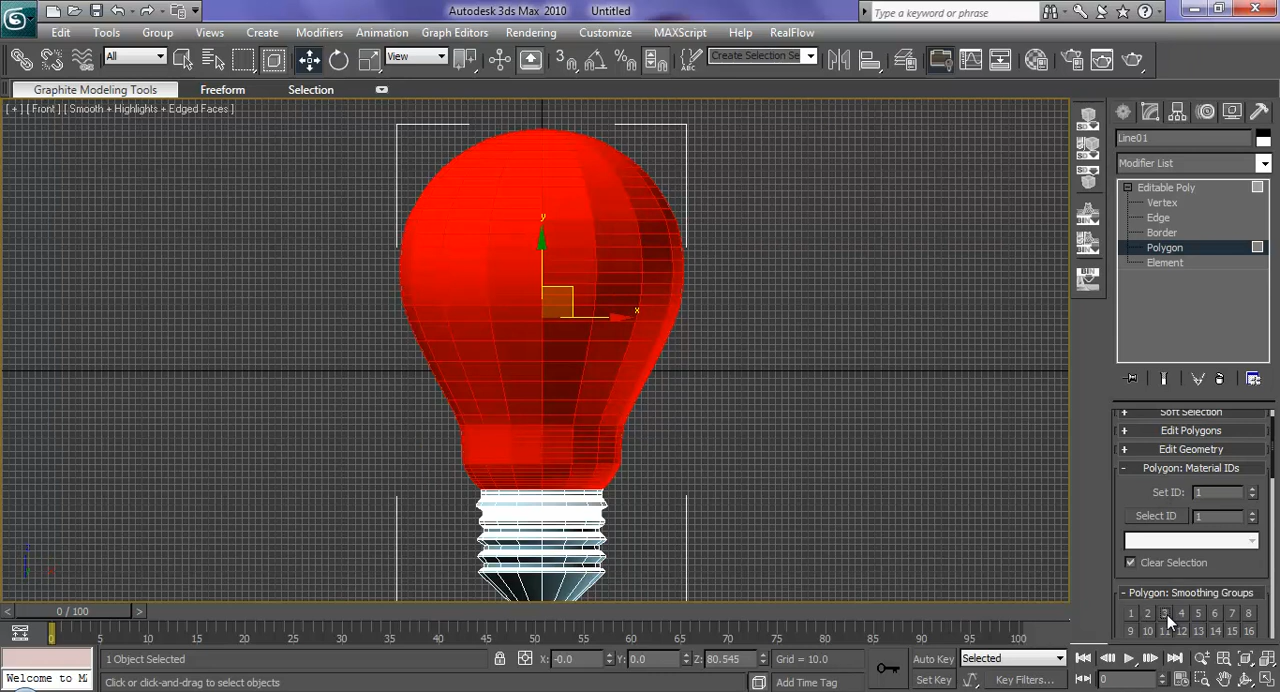 Autodesk 3ds Max 2010 Untitled
Type a keyword or phrase
Edit Tools Group Views Create Modifiers Animation Graph Editors Rendering Customize MAXScript Help RealFlow
All View 3 Create Selection Se
Graphite Modeling Tools Freeform Selection
[ + ] [ Front ] [ Smooth + Highlights + Edged Faces ]
y
x
Line01
Modifier List
Editable Poly
Vertex
Edge
Border
Polygon
Element
+ Soft Selection
+ Edit Polygons
+ Edit Geometry
- Polygon: Material IDs
Set ID: 1
Select ID 1
Clear Selection
- Polygon: Smoothing Groups
1 2 3 4 5 6 7 8
9 10 11 12 13 14 15 16
< 0 / 100 >
0 5 10 15 20 25 30 35 40 45 50 55 60 65 70 75 80 85 90 95 100
1 Object Selected X: -0.0 Y: 0.0 Z: 80.545 Grid = 10.0 Auto Key Selected
Welcome to M Click or click-and-drag to select objects Add Time Tag Set Key Key Filters... 0